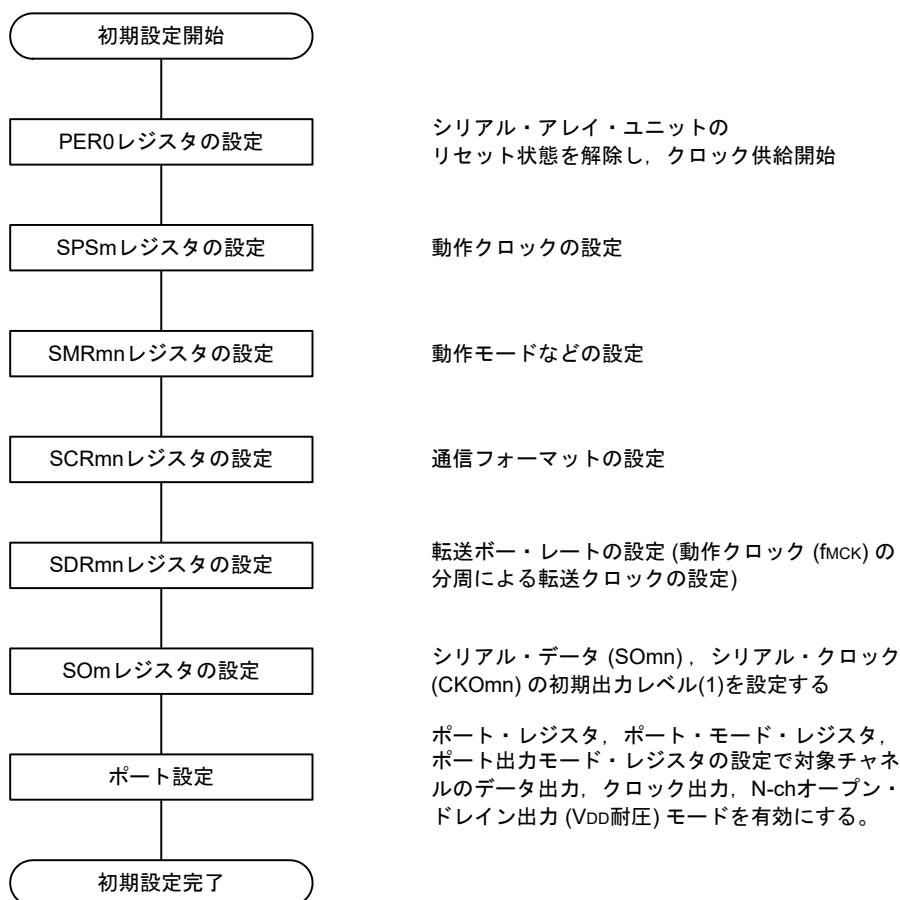 初期設定開始
PER0レジスタの設定
シリアル・アレイ・ユニットの
リセット状態を解除し，クロック供給開始
SPSmレジスタの設定
動作クロックの設定
SMRmnレジスタの設定
動作モードなどの設定
SCRmnレジスタの設定
通信フォーマットの設定
SDRmnレジスタの設定
転送ボー・レートの設定 (動作クロック (fMCK) の
分周による転送クロックの設定)
SOmレジスタの設定
シリアル・データ (SOmn) ，シリアル・クロック
(CKOmn) の初期出力レベル(1)を設定する
ポート設定
ポート・レジスタ，ポート・モード・レジスタ，
ポート出力モード・レジスタの設定で対象チャネ
ルのデータ出力，クロック出力，N-chオープン・
ドレイン出力 (VDD耐圧) モードを有効にする。
初期設定完了